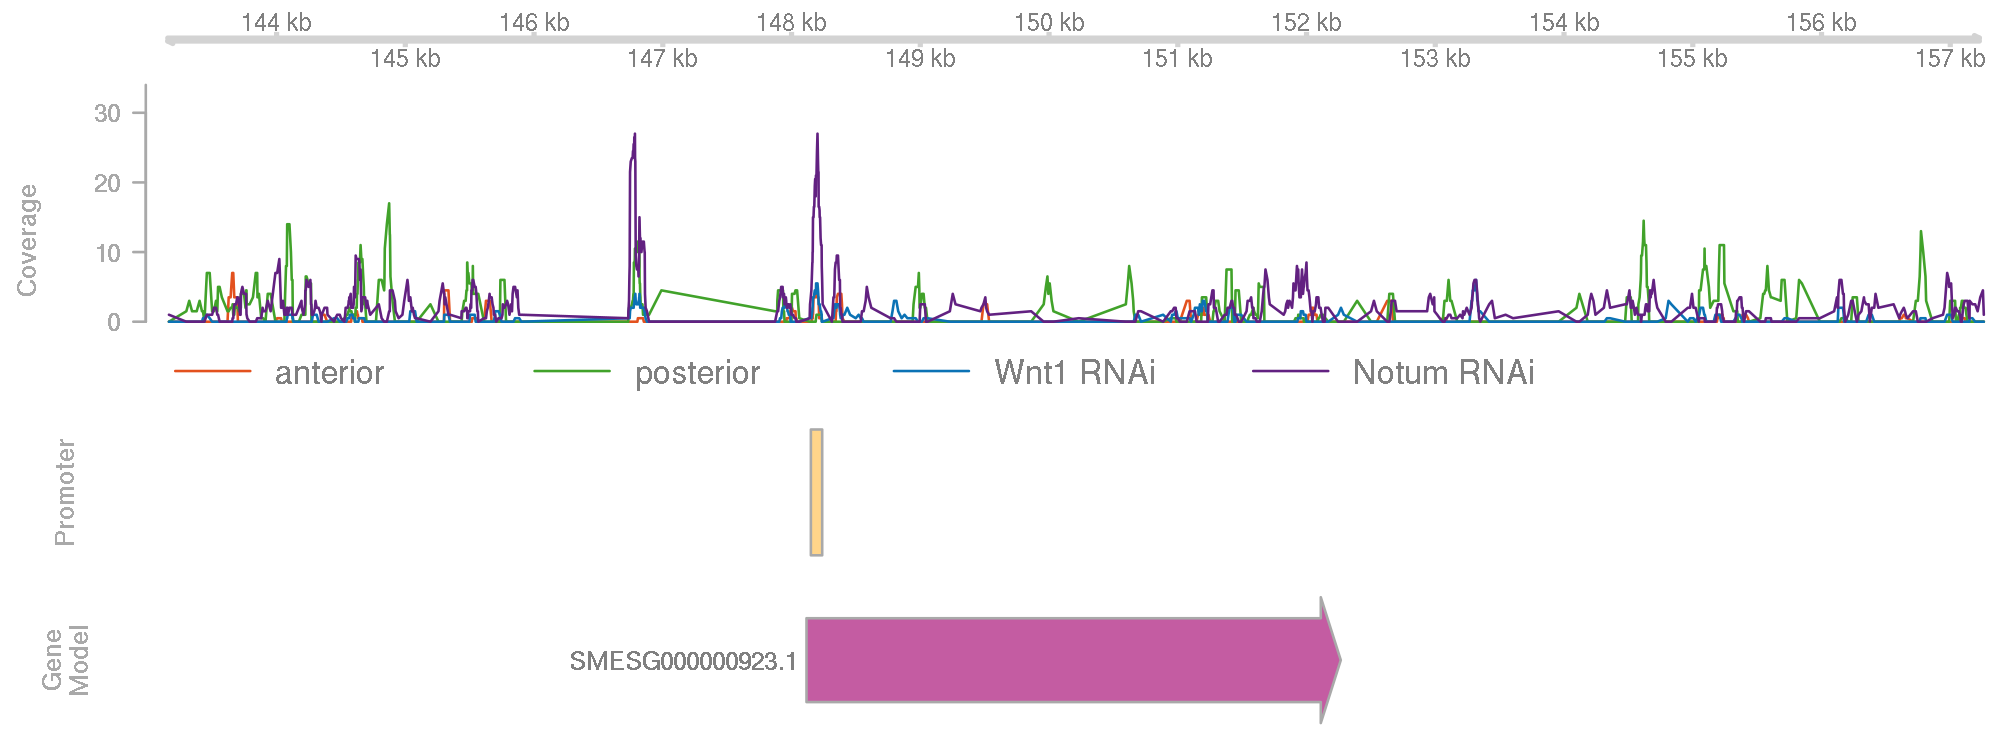 144 kb 146 kb 148 kb 150 kb 152 kb 154 kb 156 kb
145 kb 147 kb 149 kb 151 kb 153 kb 155 kb 157 kb
30
20
10
0
Coverage
anterior posterior Wnt1 RNAi Notum RNAi
Promoter
Gene
Model
SMESG000000923.1